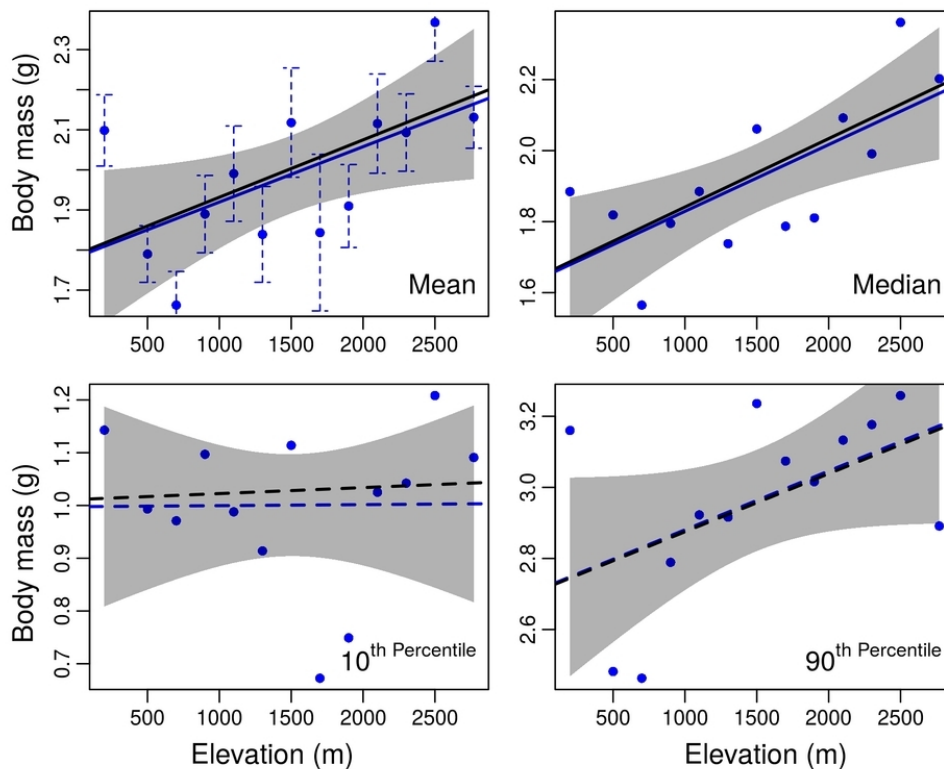 Body mass (g)
2.3
2.1
1.9
1.7
500 1000 1500 2000 2500
Mean
2.2
2.0
1.8
1.6
500 1000 1500 2000 2500
Median
Body mass (g)
1.2
1.1
1.0
0.9
0.8
0.7
500 1000 1500 2000 2500
10th Percentile
Elevation (m)
3.2
3.0
2.8
2.6
500 1000 1500 2000 2500
90th Percentile
Elevation (m)